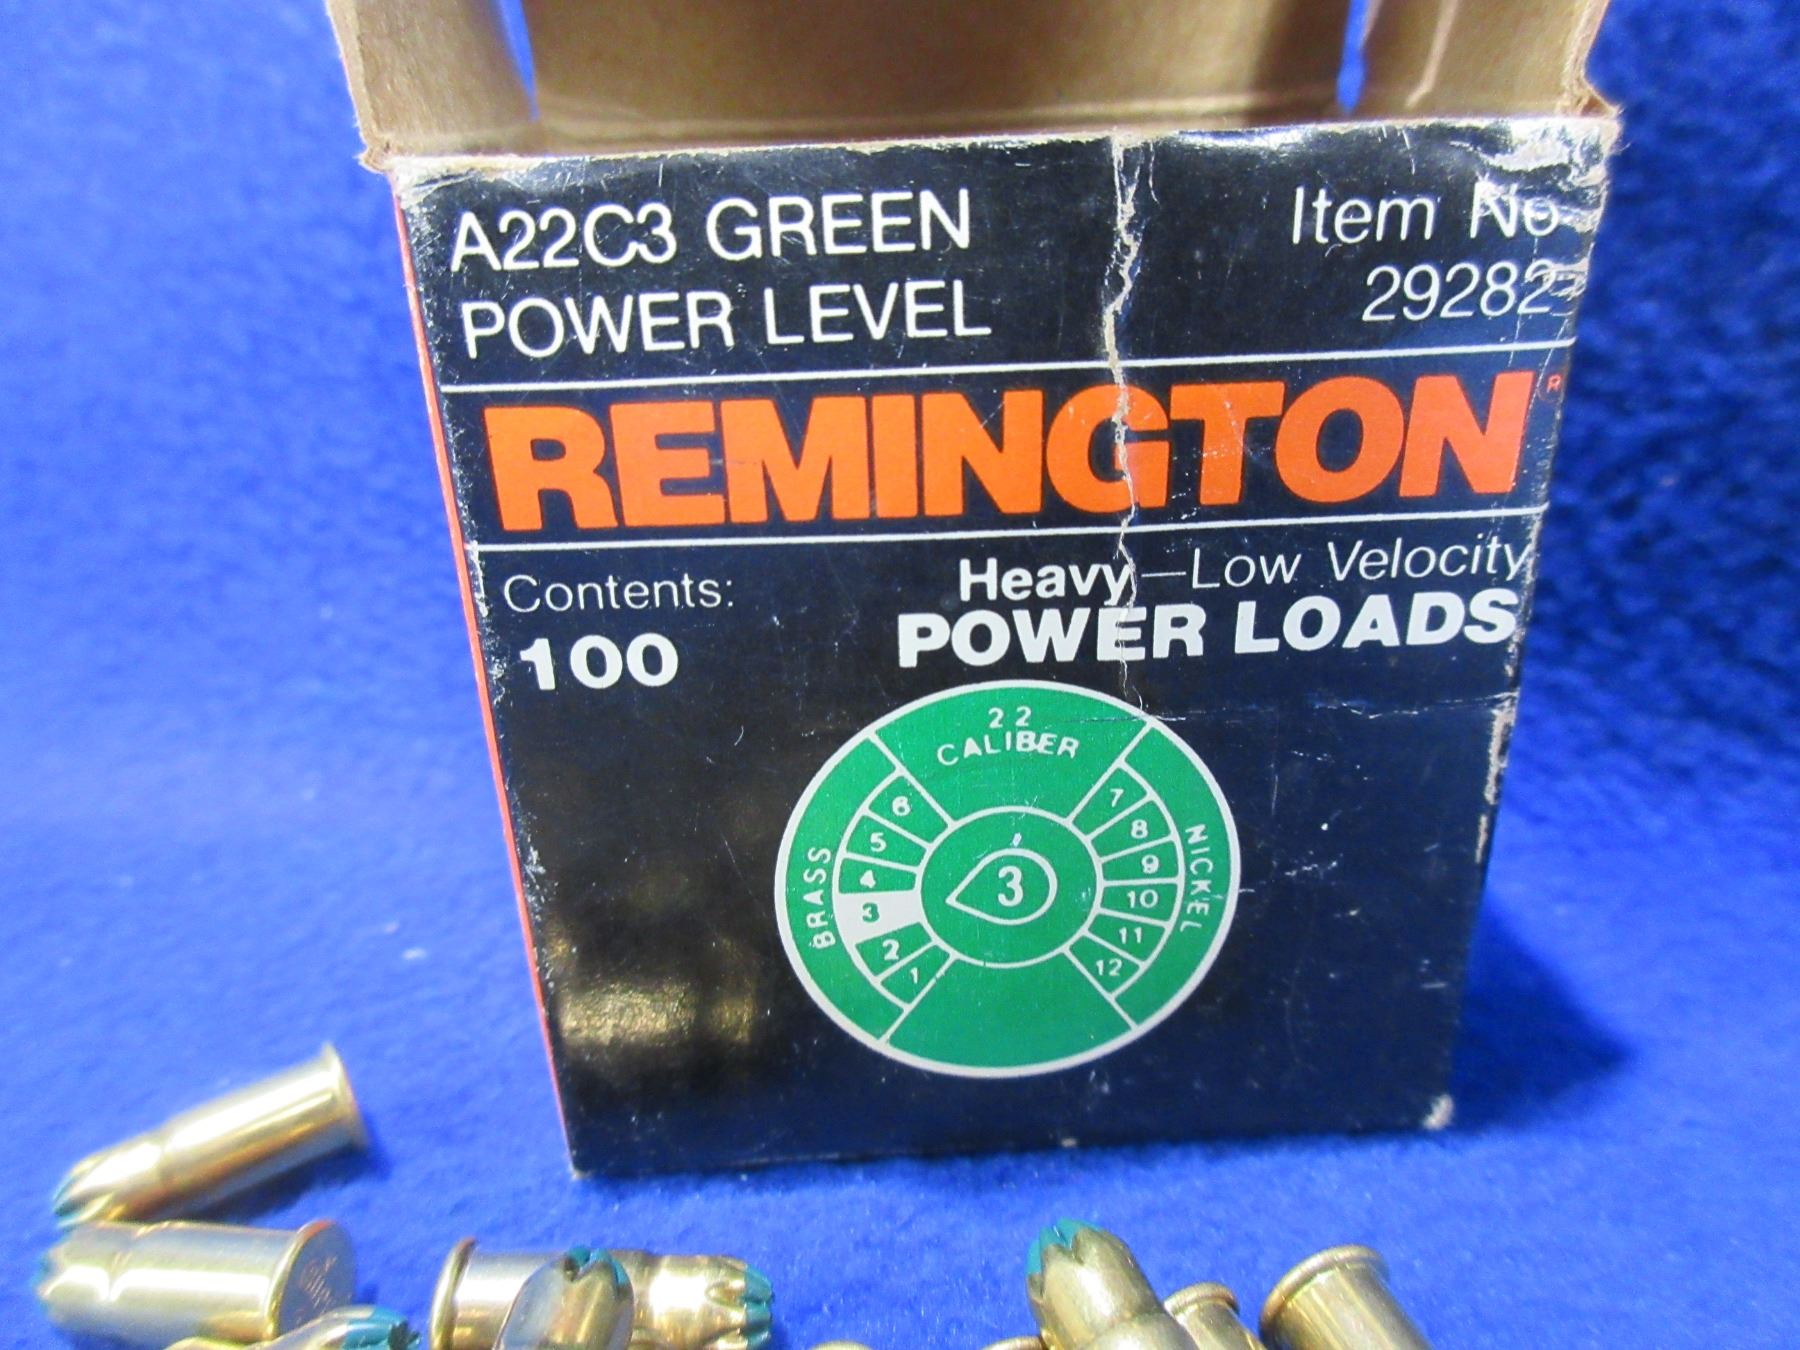 A22C3 GREEN
POWER LEVEL
Item No
29282
REMINGTON®
Contents:
100
Heavy—Low Velocity
POWER LOADS
22
CALIBER
BRASS
6
5
4
3
2
1
3
7
8
9
10
11
12
NICKEL